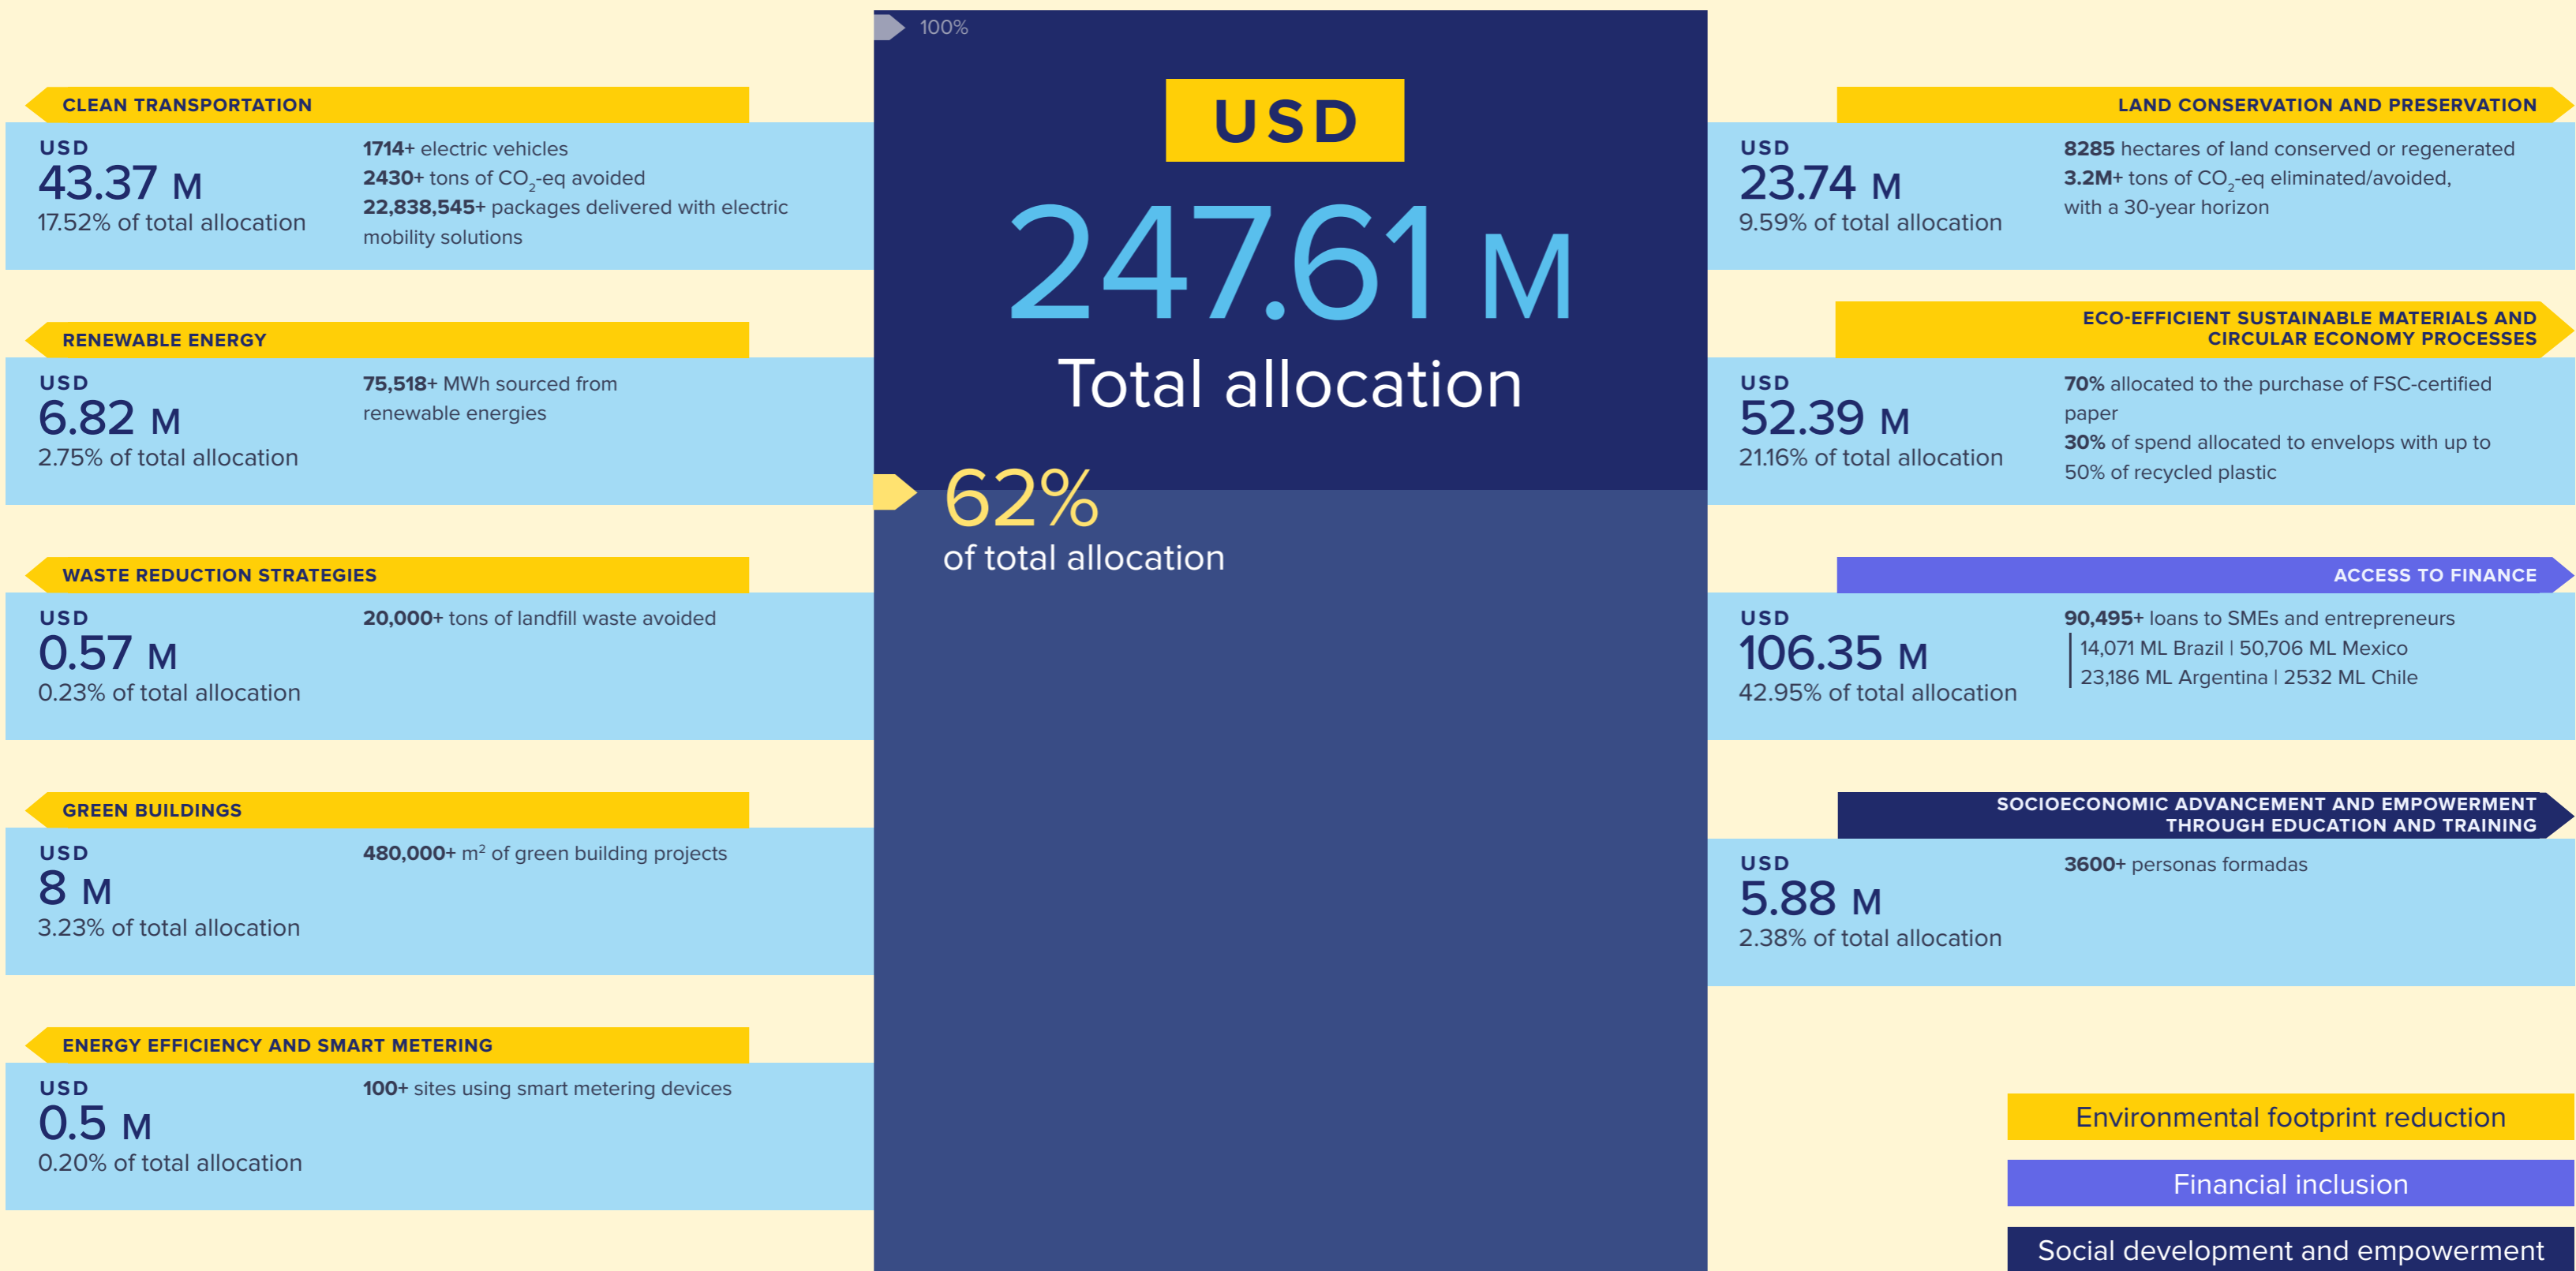 100%
USD
247.61 M
Total allocation
62%
of total allocation
CLEAN TRANSPORTATION
USD
43.37 M
17.52% of total allocation
1714+ electric vehicles
2430+ tons of CO₂-eq avoided
22,838,545+ packages delivered with electric
mobility solutions
RENEWABLE ENERGY
USD
6.82 M
2.75% of total allocation
75,518+ MWh sourced from
renewable energies
WASTE REDUCTION STRATEGIES
USD
0.57 M
0.23% of total allocation
20,000+ tons of landfill waste avoided
GREEN BUILDINGS
USD
8 M
3.23% of total allocation
480,000+ m² of green building projects
ENERGY EFFICIENCY AND SMART METERING
USD
0.5 M
0.20% of total allocation
100+ sites using smart metering devices
LAND CONSERVATION AND PRESERVATION
USD
23.74 M
9.59% of total allocation
8285 hectares of land conserved or regenerated
3.2M+ tons of CO₂-eq eliminated/avoided,
with a 30-year horizon
ECO-EFFICIENT SUSTAINABLE MATERIALS AND
CIRCULAR ECONOMY PROCESSES
USD
52.39 M
21.16% of total allocation
70% allocated to the purchase of FSC-certified
paper
30% of spend allocated to envelops with up to
50% of recycled plastic
ACCESS TO FINANCE
USD
106.35 M
42.95% of total allocation
90,495+ loans to SMEs and entrepreneurs
14,071 ML Brazil | 50,706 ML Mexico
23,186 ML Argentina | 2532 ML Chile
SOCIOECONOMIC ADVANCEMENT AND EMPOWERMENT
THROUGH EDUCATION AND TRAINING
USD
5.88 M
2.38% of total allocation
3600+ personas formadas
Environmental footprint reduction
Financial inclusion
Social development and empowerment